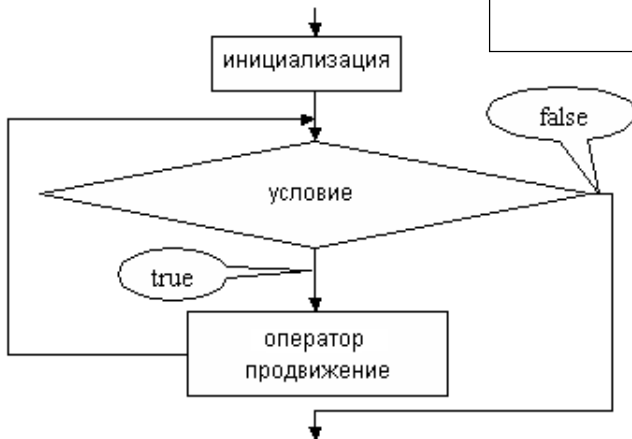 инициализация
false
условие
true
оператор
продвижение